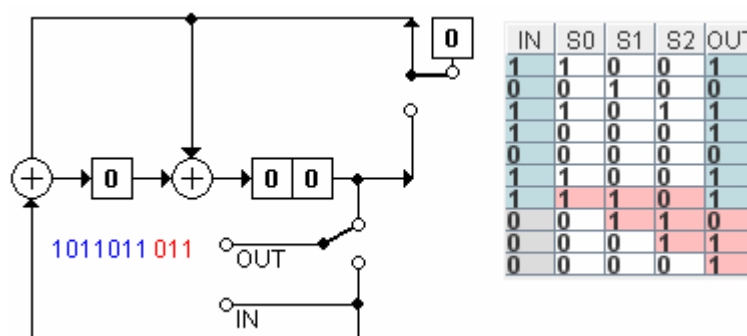 0
+ 0 + 0 0
1011011 011
OUT
IN
IN S0 S1 S2 OUT
1 1 0 0 1
0 0 1 0 0
1 1 0 1 1
1 0 0 0 1
0 0 0 0 0
1 1 0 0 1
1 1 1 0 1
0 0 1 1 0
0 0 0 1 1
0 0 0 0 1